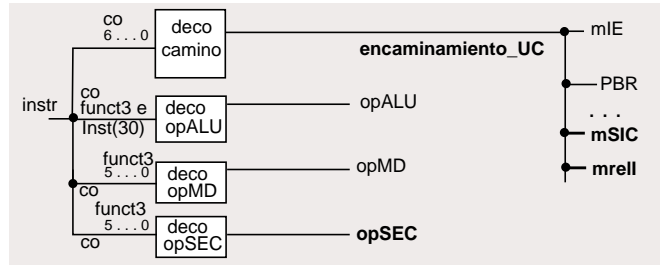 co
6 . . . 0
deco
camino
encaminamiento_UC
mIE
PBR
. . .
mSIC
mrelI
instr
co
funct3 e
Inst(30)
deco
opALU
opALU
funct3
5 . . . 0
co
deco
opMD
opMD
funct3
5 . . . 0
co
deco
opSEC
opSEC